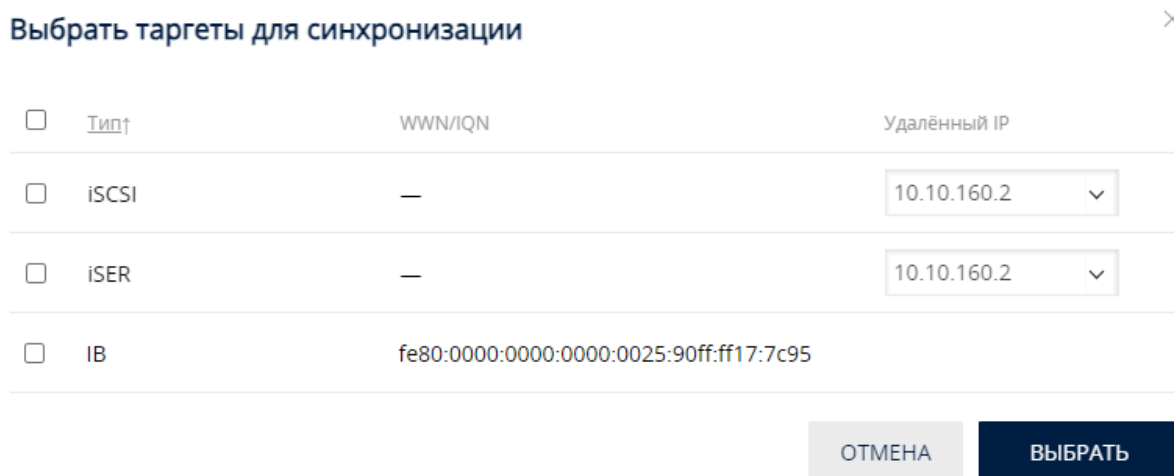 Выбрать таргеты для синхронизации
Тип↑ WWN/IQN Удалённый IP
iSCSI — 10.10.160.2
iSER — 10.10.160.2
IB fe80:0000:0000:0000:0025:90ff:ff17:7c95
ОТМЕНА ВЫБРАТЬ